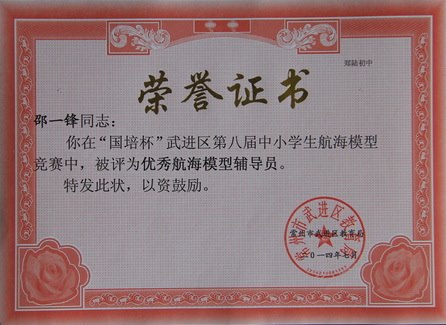 郑陆初中
荣誉证书
邵一锋同志：
你在“国培杯”武进区第八届中小学生航海模型
竞赛中，被评为优秀航海模型辅导员。
特发此状，以资鼓励。
常州市武进区教育局
二〇一四年七月